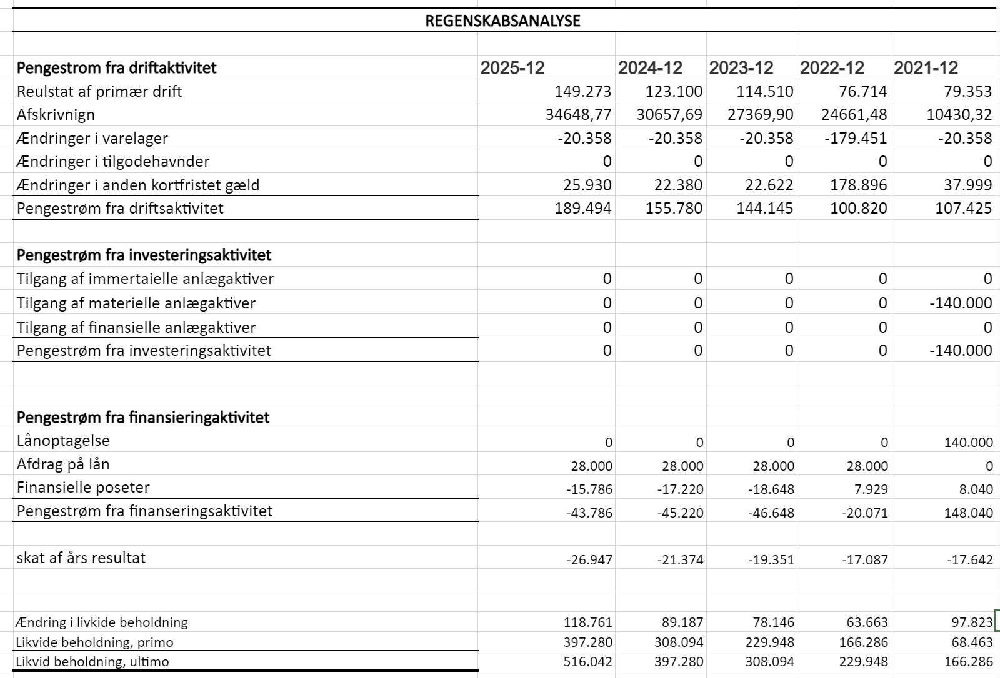 REGENSKABSANALYSE
Pengestrom fra driftaktivitet 2025-12 2024-12 2023-12 2022-12 2021-12
Reulstat af primær drift 149.273 123.100 114.510 76.714 79.353
Afskrivnign 34648,77 30657,69 27369,90 24661,48 10430,32
Ændringer i varelager -20.358 -20.358 -20.358 -179.451 -20.358
Ændringer i tilgodehavnder 0 0 0 0 0
Ændringer i anden kortfristet gæld 25.930 22.380 22.622 178.896 37.999
Pengestrøm fra driftsaktivitet 189.494 155.780 144.145 100.820 107.425
Pengestrøm fra investeringsaktivitet
Tilgang af immertaielle anlægaktiver 0 0 0 0 0
Tilgang af materielle anlægaktiver 0 0 0 0 -140.000
Tilgang af finansielle anlægaktiver 0 0 0 0 0
Pengestrøm fra investeringsaktivitet 0 0 0 0 -140.000
Pengestrøm fra finansieringaktivitet
Lånoptagelse 0 0 0 0 140.000
Afdrag på lån 28.000 28.000 28.000 28.000 0
Finansielle poseter -15.786 -17.220 -18.648 7.929 8.040
Pengestrøm fra finanseringsaktivitet -43.786 -45.220 -46.648 -20.071 148.040
skat af års resultat -26.947 -21.374 -19.351 -17.087 -17.642
Ændring i livkide beholdning 118.761 89.187 78.146 63.663 97.823
Likvide beholdning, primo 397.280 308.094 229.948 166.286 68.463
Likvid beholdning, ultimo 516.042 397.280 308.094 229.948 166.286